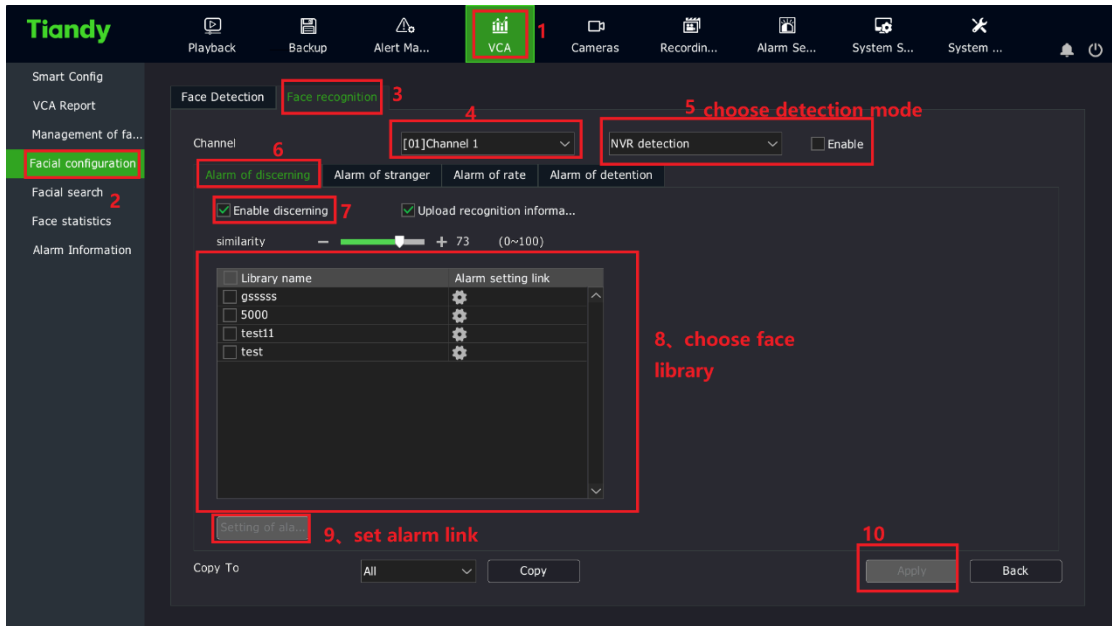 Tiandy
Playback
Backup
Alert Ma...
VCA
1
Cameras
Recordin...
Alarm Se...
System S...
System ...
Smart Config
VCA Report
Management of fa...
Facial configuration
2
Facial search
Face statistics
Alarm Information
Face Detection
Face recognition
3
Channel
4
[01]Channel 1
5 choose detection mode
NVR detection
Enable
6
Alarm of discerning
Alarm of stranger
Alarm of rate
Alarm of detention
Enable discerning
7
Upload recognition informa...
similarity
− + 73 (0~100)
Library name
Alarm setting link
gsssss
5000
test11
test
8、choose face
library
Setting of ala...
9、set alarm link
10
Copy To
All
Copy
Apply
Back